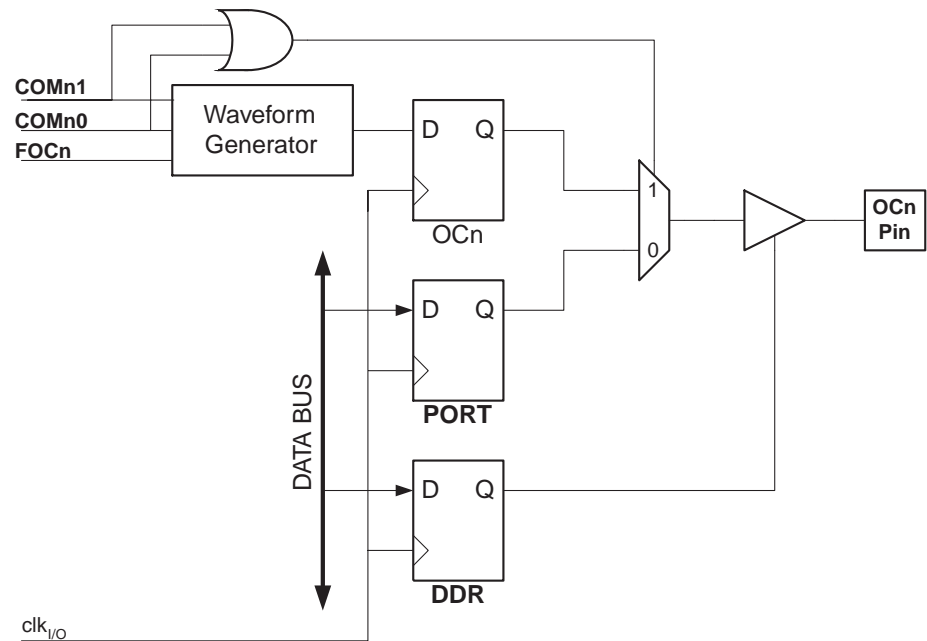 COMn1
COMn0
FOCn
Waveform
Generator
D Q
OCn
1
0
OCn
Pin
D Q
PORT
DATA BUS
D Q
DDR
clkI/O